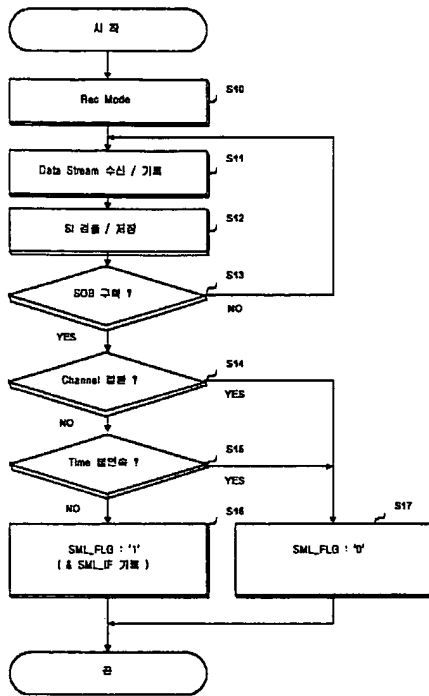 시 작
Rec Mode
S10
Data Stream 수신 / 기록
S11
SI 검출 / 저장
S12
SOB 구획 ?
S13
NO
YES
Channel 절환 ?
S14
YES
NO
Time 불연속 ?
S15
YES
NO
S16
S17
SML_FLG : '1'
( & SML_IF 기록 )
SML_FLG : '0'
끝